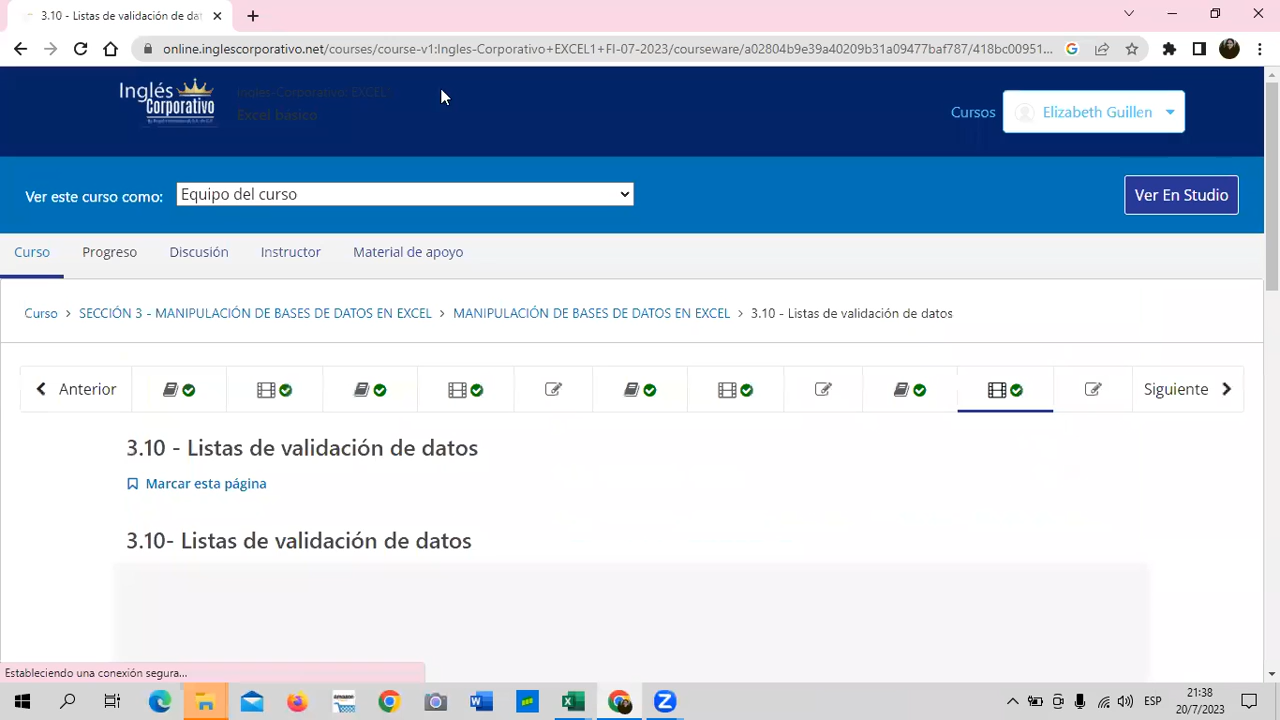 3.10 - Listas de validación de dat
online.inglescorporativo.net/courses/course-v1:Ingles-Corporativo+EXCEL1+FI-07-2023/courseware/a02804b9e39a40209b31a09477baf787/418bc00951...
Inglés Corporativo
Ingles-Corporativo: EXCEL
Excel básico
Cursos
Elizabeth Guillen
Ver este curso como:
Equipo del curso
Ver En Studio
Curso
Progreso
Discusión
Instructor
Material de apoyo
Curso > SECCIÓN 3 - MANIPULACIÓN DE BASES DE DATOS EN EXCEL > MANIPULACIÓN DE BASES DE DATOS EN EXCEL > 3.10 - Listas de validación de datos
Anterior
Siguiente
3.10 - Listas de validación de datos
Marcar esta página
3.10- Listas de validación de datos
Estableciendo una conexión segura...
ESP
21:38
20/7/2023